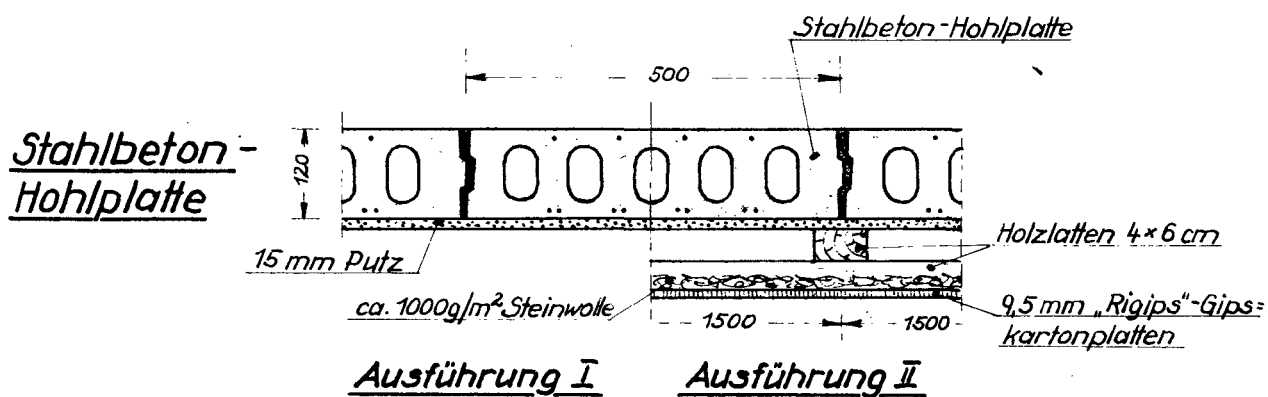 Stahlbeton-Hohlplatte
500
Stahlbeton -
Hohlplatte
120
Holzlatten 4×6 cm
15 mm Putz
ca. 1000g/m² Steinwolle
9,5 mm „Rigips"-Gips=
kartonplatten
1500
1500
Ausführung I
Ausführung II